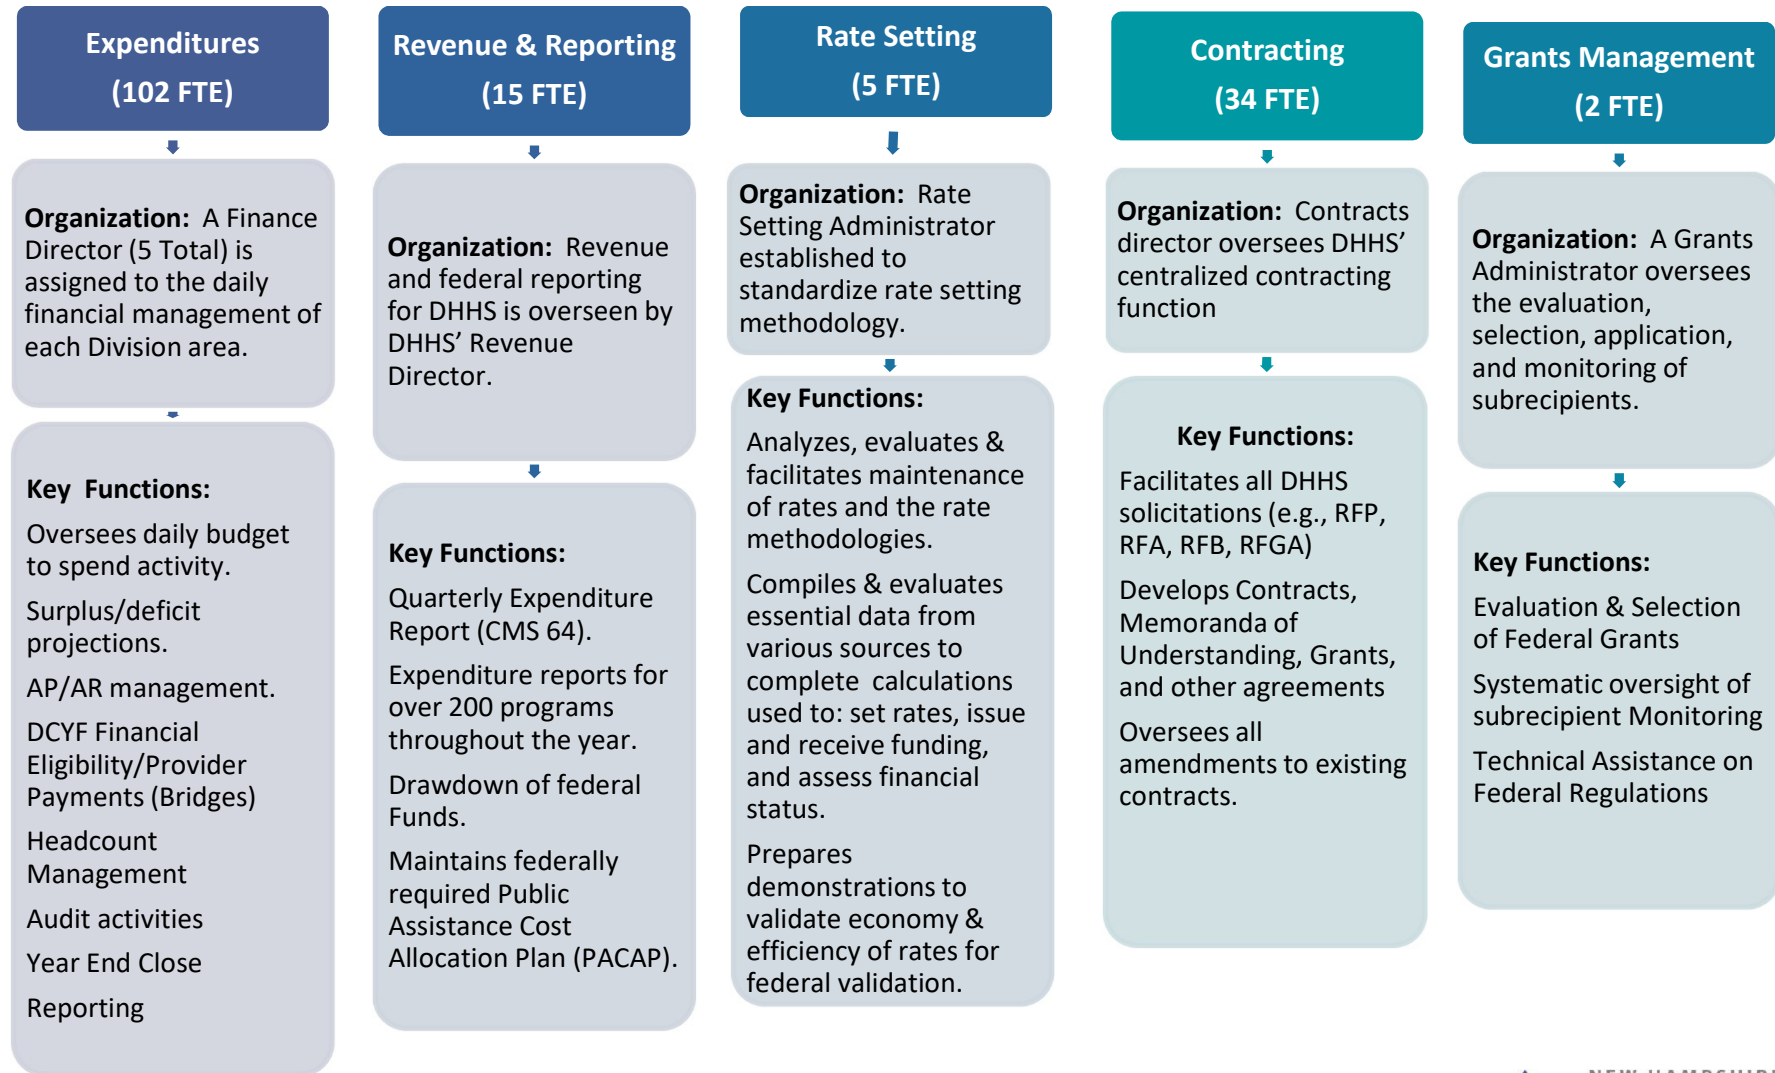 Expenditures
(102 FTE)
Organization: A Finance
Director (5 Total) is
assigned to the daily
financial management of
each Division area.
Key Functions:
Oversees daily budget
to spend activity.
Surplus/deficit
projections.
AP/AR management.
DCYF Financial
Eligibility/Provider
Payments (Bridges)
Headcount
Management
Audit activities
Year End Close
Reporting
Revenue & Reporting
(15 FTE)
Organization: Revenue
and federal reporting
for DHHS is overseen by
DHHS’ Revenue
Director.
Key Functions:
Quarterly Expenditure
Report (CMS 64).
Expenditure reports for
over 200 programs
throughout the year.
Drawdown of federal
Funds.
Maintains federally
required Public
Assistance Cost
Allocation Plan (PACAP).
Rate Setting
(5 FTE)
Organization: Rate
Setting Administrator
established to
standardize rate setting
methodology.
Key Functions:
Analyzes, evaluates &
facilitates maintenance
of rates and the rate
methodologies.
Compiles & evaluates
essential data from
various sources to
complete calculations
used to: set rates, issue
and receive funding,
and assess financial
status.
Prepares
demonstrations to
validate economy &
efficiency of rates for
federal validation.
Contracting
(34 FTE)
Organization: Contracts
director oversees DHHS’
centralized contracting
function
Key Functions:
Facilitates all DHHS
solicitations (e.g., RFP,
RFA, RFB, RFGA)
Develops Contracts,
Memoranda of
Understanding, Grants,
and other agreements
Oversees all
amendments to existing
contracts.
Grants Management
(2 FTE)
Organization: A Grants
Administrator oversees
the evaluation,
selection, application,
and monitoring of
subrecipients.
Key Functions:
Evaluation & Selection
of Federal Grants
Systematic oversight of
subrecipient Monitoring
Technical Assistance on
Federal Regulations
NEW HAMPSHIRE